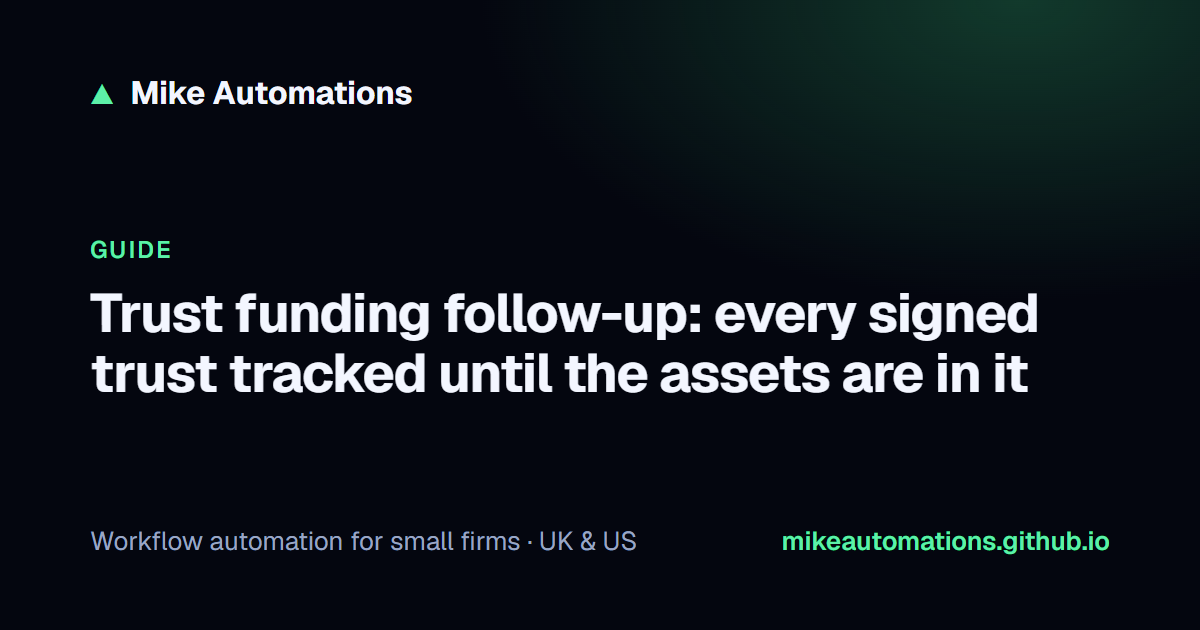 Mike Automations
GUIDE
Trust funding follow-up: every signed
trust tracked until the assets are in it
Workflow automation for small firms · UK & US
mikeautomations.github.io